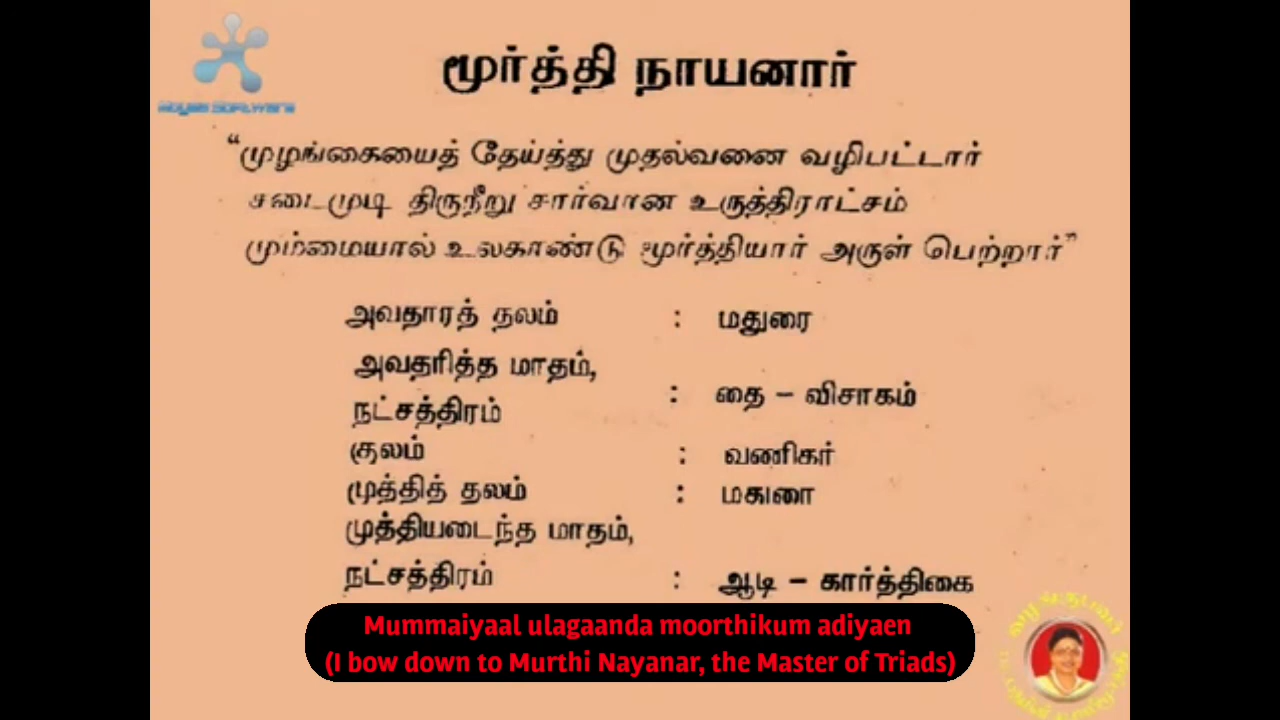 மூர்த்தி நாயனார்
“முழங்கையைத் தேய்த்து முதல்வனை வழிபட்டார்
சடைமுடி திருநீறு சார்வான உருத்திராட்சம்
மும்மையால் உலகாண்டு மூர்த்தியார் அருள் பெற்றார்”
அவதாரத் தலம் : மதுரை
அவதரித்த மாதம்,
நட்சத்திரம் : தை – விசாகம்
குலம் : வணிகர்
முத்தித் தலம் : மதுரை
முத்தியடைந்த மாதம்,
நட்சத்திரம் : ஆடி – கார்த்திகை
Mummaiyaal ulagaanda moorthikum adiyaen
(I bow down to Murthi Nayanar, the Master of Triads)